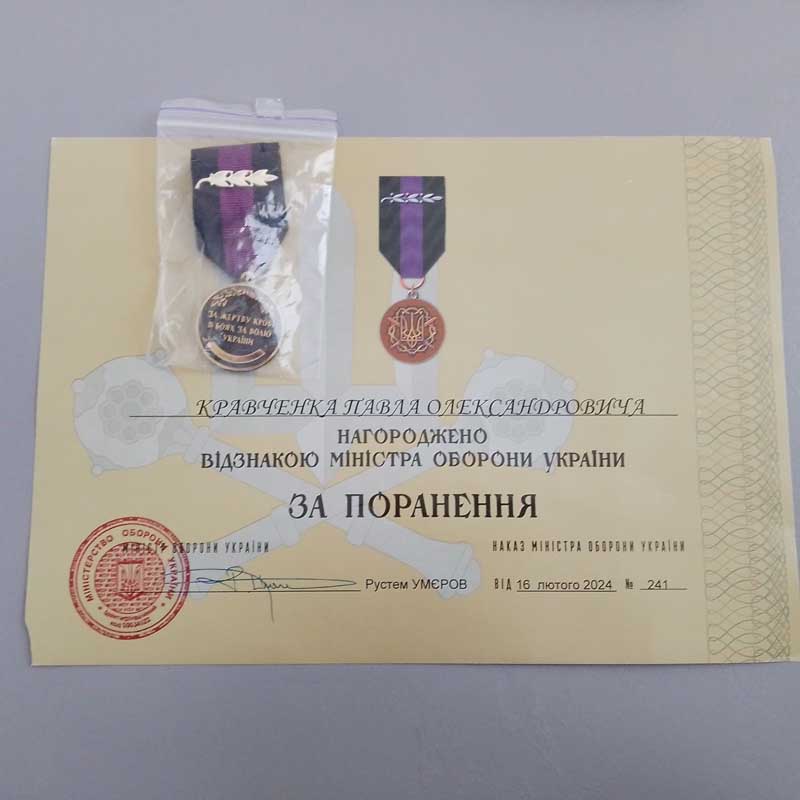 ЗА ЖЕРТВУ КРОВІ
В БОЯХ ЗА ВОЛЮ
УКРАЇНИ
КРАВЧЕНКА ПАВЛА ОЛЕКСАНДРОВИЧА
НАГОРОДЖЕНО
ВІДЗНАКОЮ МІНІСТРА ОБОРОНИ УКРАЇНИ
ЗА ПОРАНЕННЯ
МІНІСТР ОБОРОНИ УКРАЇНИ
НАКАЗ МІНІСТРА ОБОРОНИ УКРАЇНИ
Рустем УМЄРОВ
ВІД 16 лютого 2024 № 241
МІНІСТЕРСТВО ОБОРОНИ УКРАЇНИ